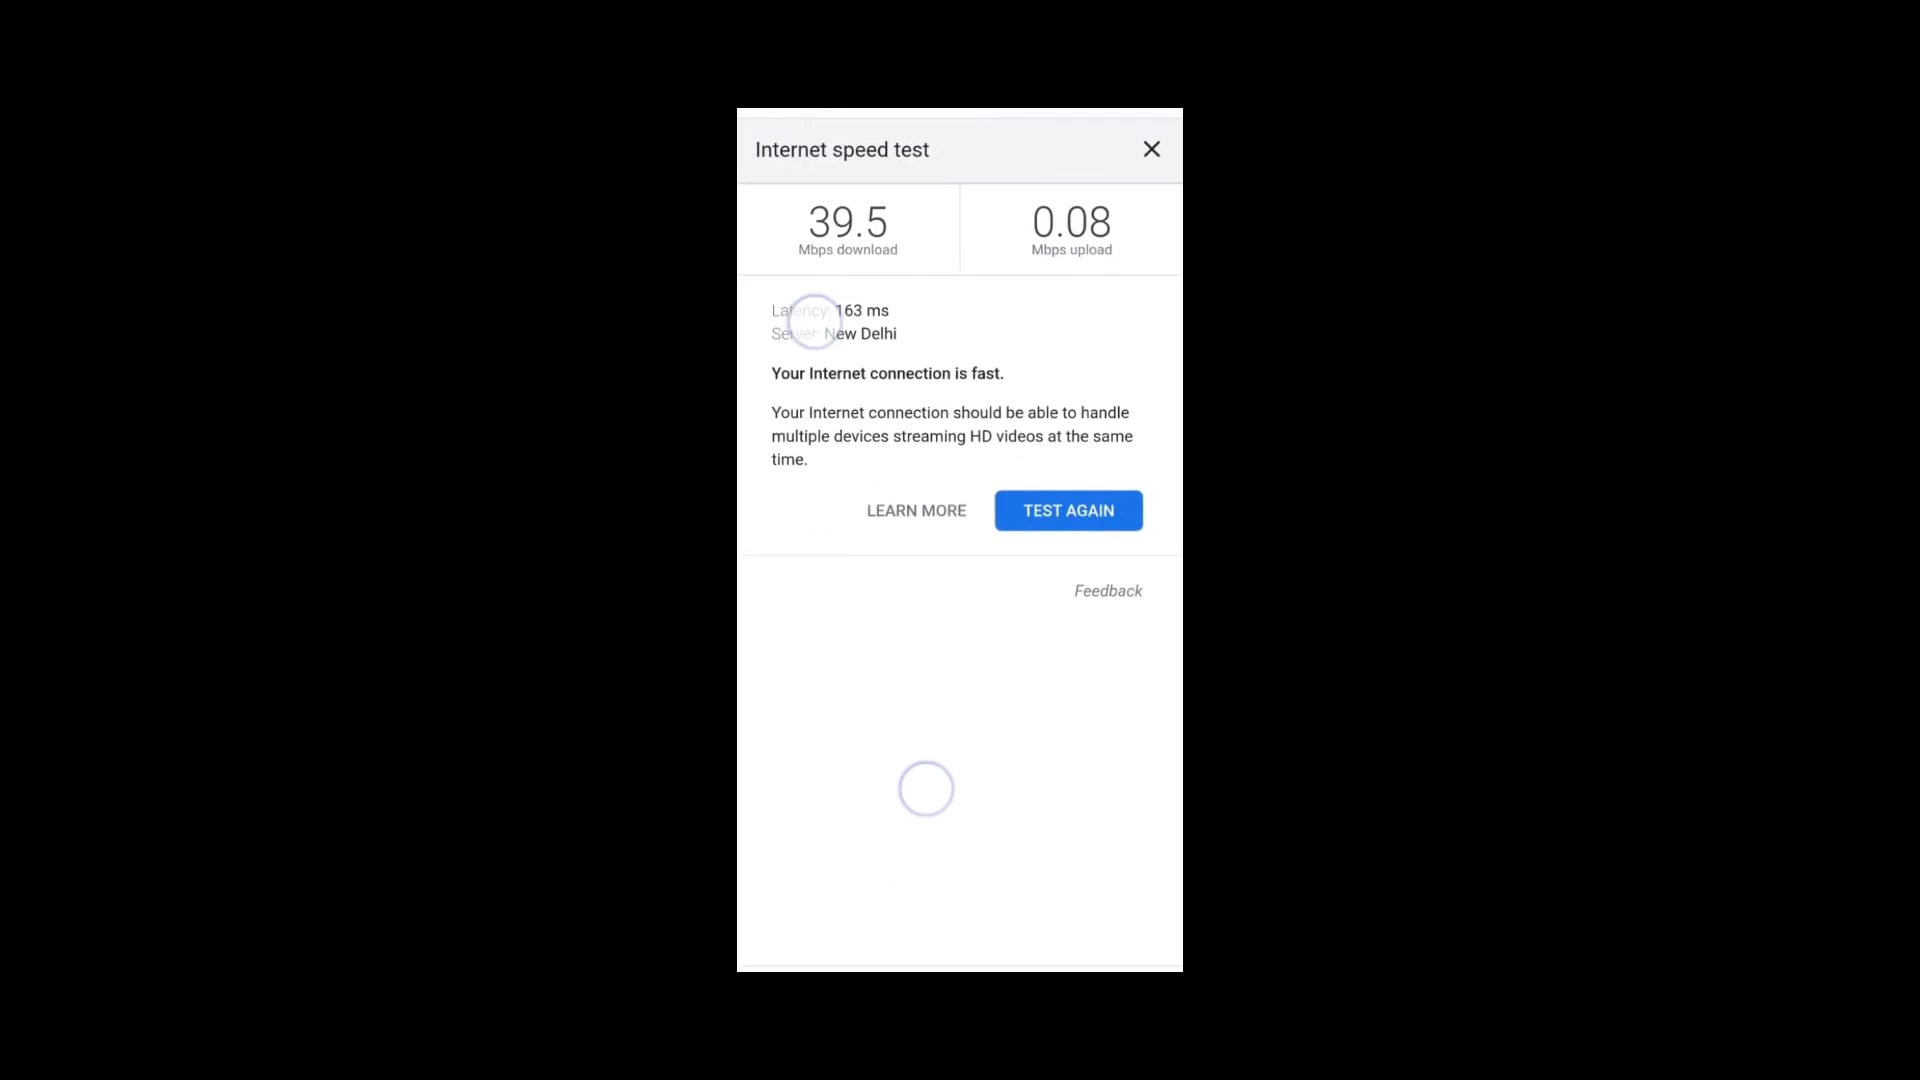 Internet speed test
39.5 0.08
Mbps download Mbps upload
Latency: 163 ms
Server: New Delhi
Your Internet connection is fast.
Your Internet connection should be able to handle
multiple devices streaming HD videos at the same
time.
LEARN MORE TEST AGAIN
Feedback